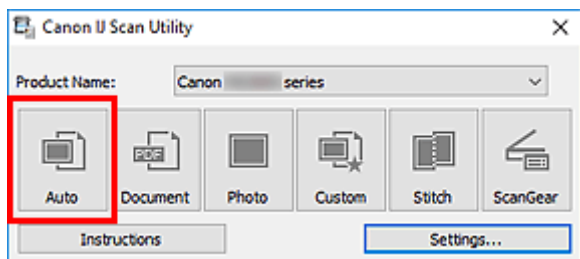 Canon IJ Scan Utility
Product Name: Canon series
PDF
Auto Document Photo Custom Stitch ScanGear
Instructions Settings...